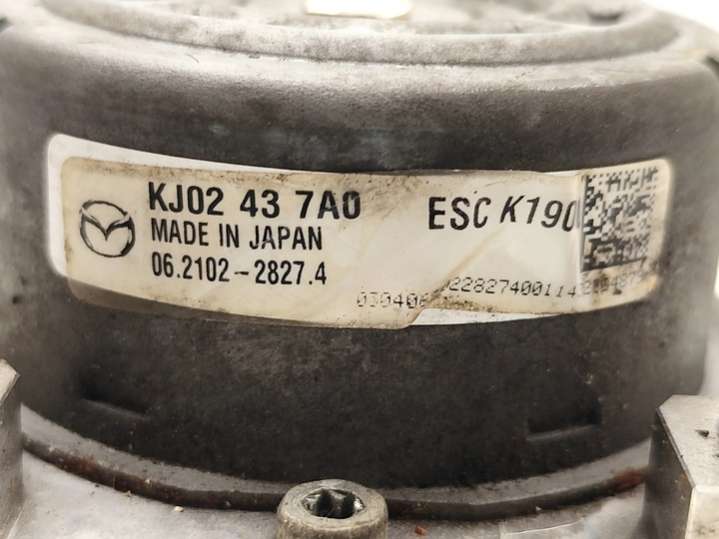 KJ02 43 7A0 ESC K190
MADE IN JAPAN
06.2102-2827.4